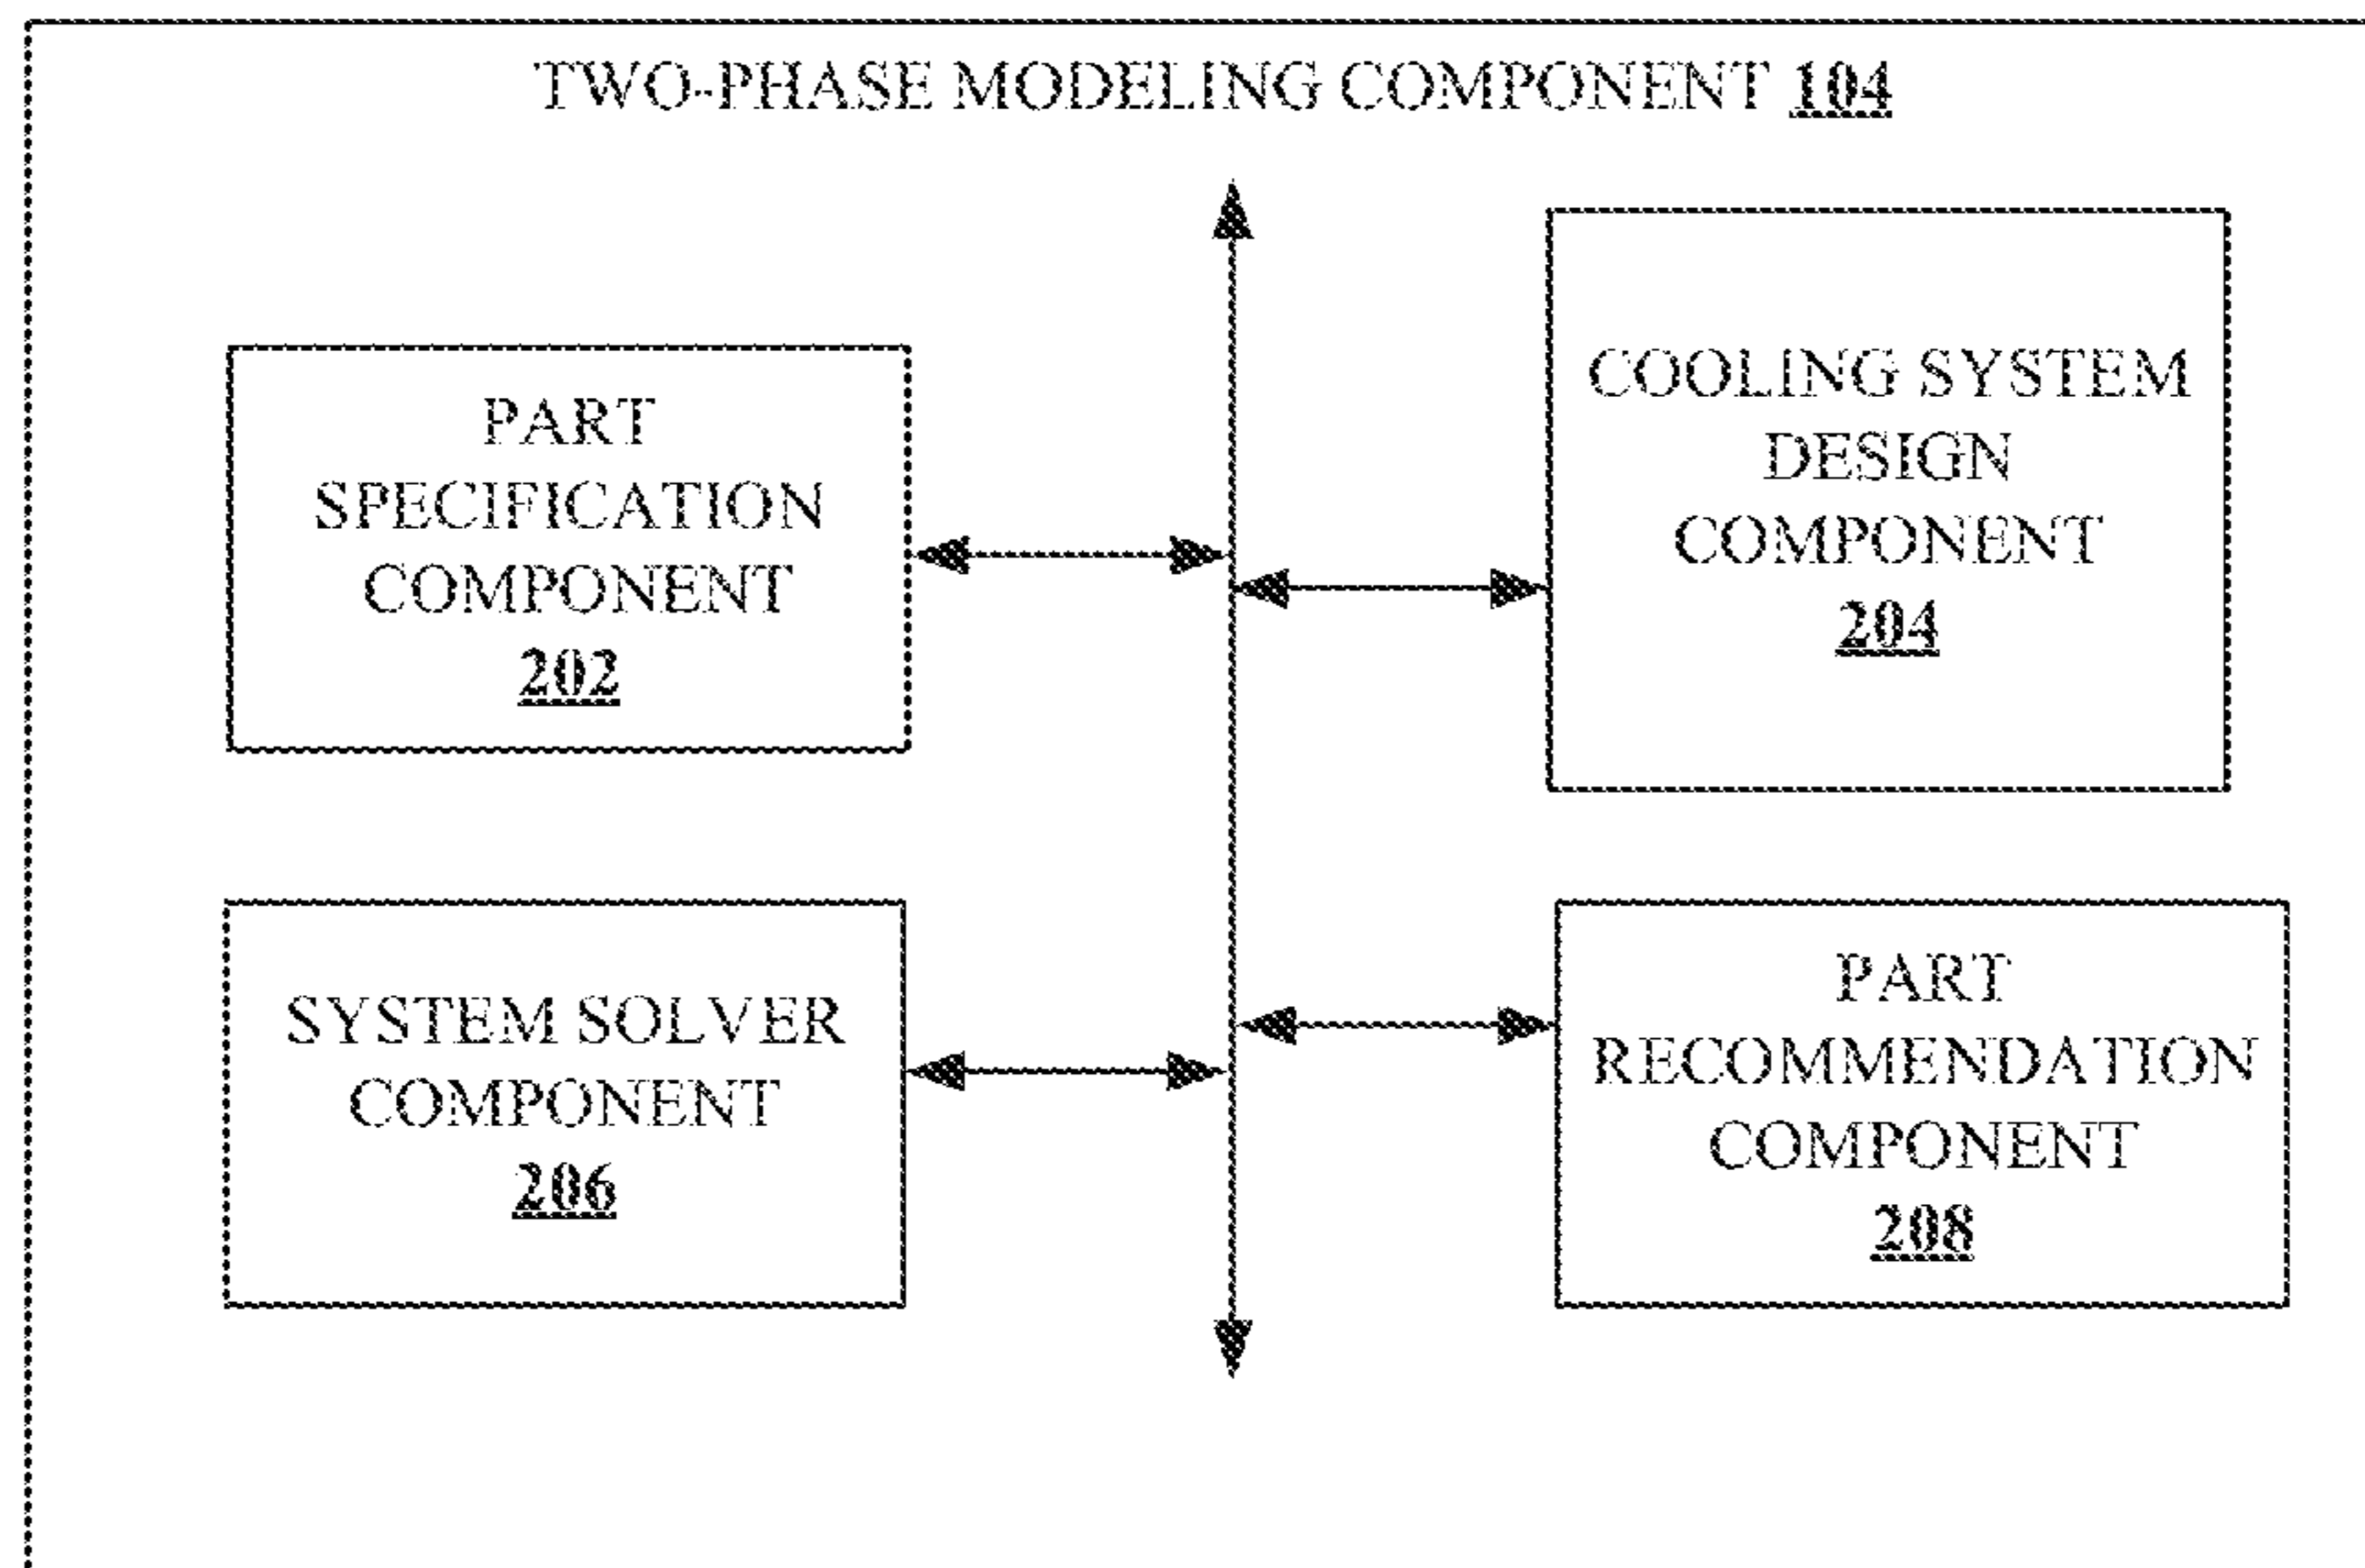 TWO-PHASE MODELING COMPONENT 104
PART
SPECIFICATION
COMPONENT
202
COOLING SYSTEM
DESIGN
COMPONENT
204
SYSTEM SOLVER
COMPONENT
206
PART
RECOMMENDATION
COMPONENT
208